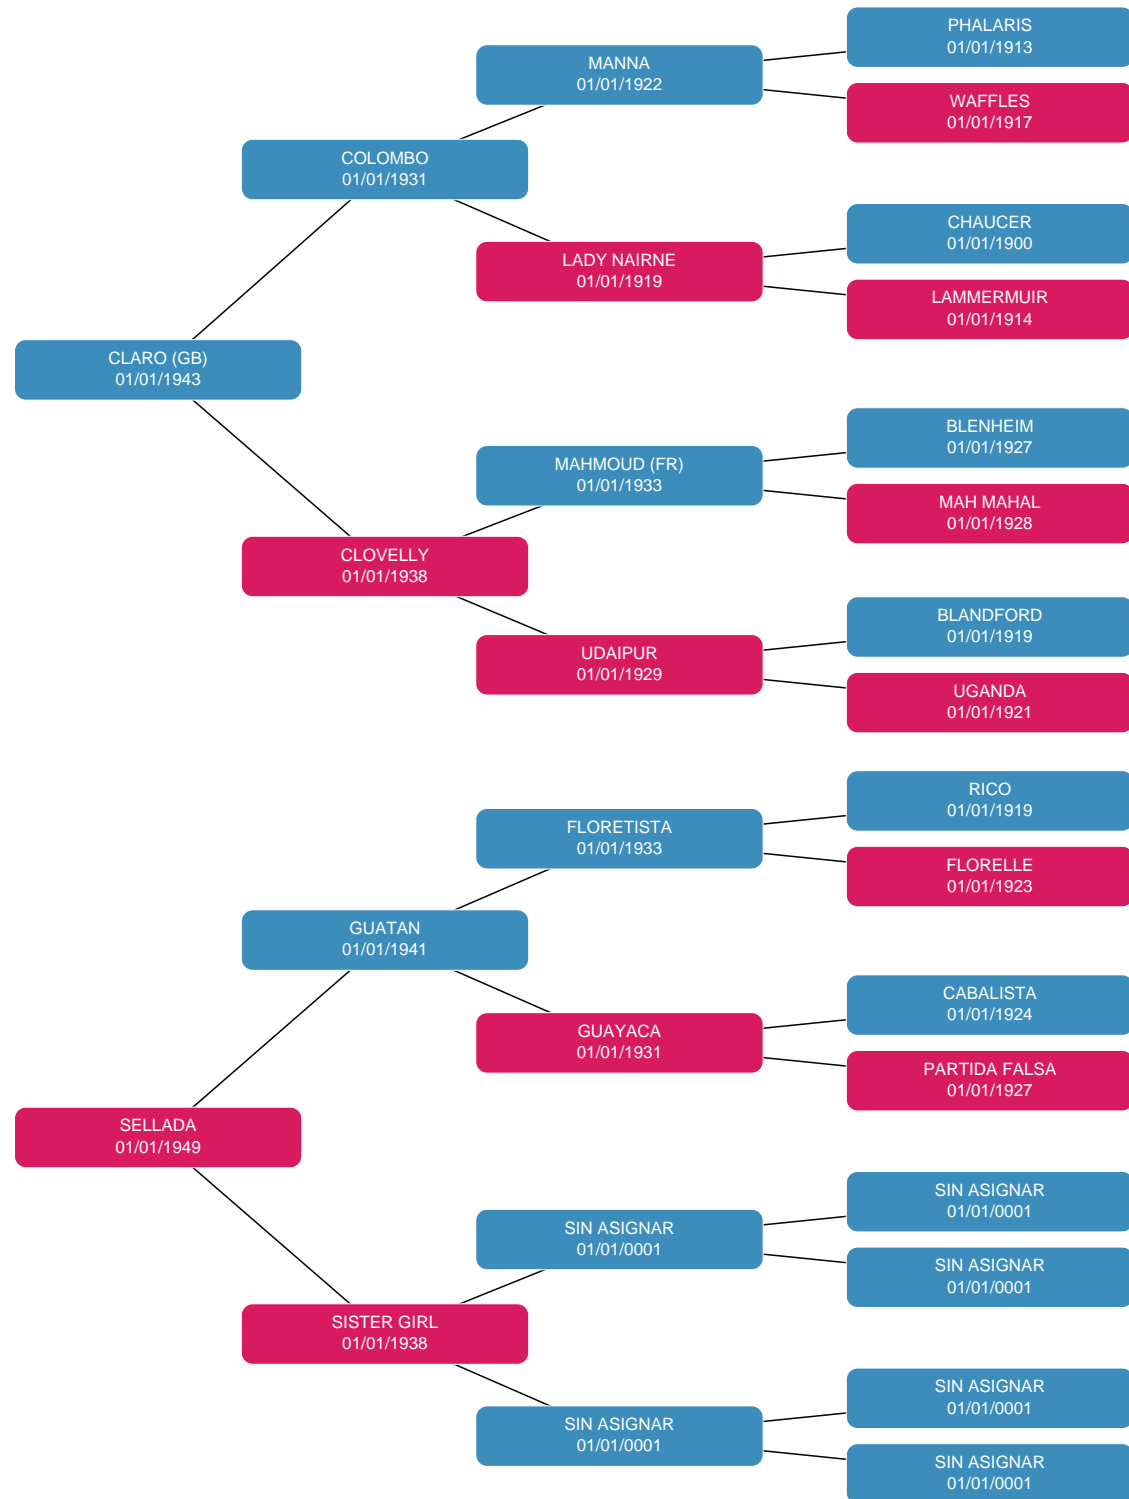 PHALARIS
01/01/1913
MANNA
01/01/1922
WAFFLES
01/01/1917
COLOMBO
01/01/1931
CHAUCER
01/01/1900
LADY NAIRNE
01/01/1919
LAMMERMUIR
01/01/1914
CLARO (GB)
01/01/1943
BLENHEIM
01/01/1927
MAHMOUD (FR)
01/01/1933
MAH MAHAL
01/01/1928
CLOVELLY
01/01/1938
BLANDFORD
01/01/1919
UDAIPUR
01/01/1929
UGANDA
01/01/1921
RICO
01/01/1919
FLORETISTA
01/01/1933
FLORELLE
01/01/1923
GUATAN
01/01/1941
CABALISTA
01/01/1924
GUAYACA
01/01/1931
PARTIDA FALSA
01/01/1927
SELLADA
01/01/1949
SIN ASIGNAR
01/01/0001
SIN ASIGNAR
01/01/0001
SIN ASIGNAR
01/01/0001
SISTER GIRL
01/01/1938
SIN ASIGNAR
01/01/0001
SIN ASIGNAR
01/01/0001
SIN ASIGNAR
01/01/0001